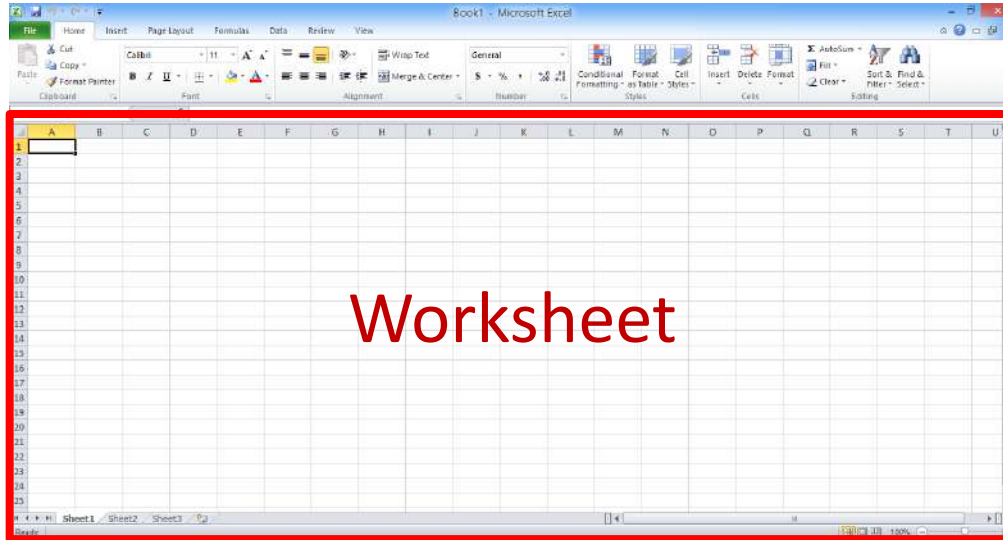 Book1 - Microsoft Excel
File Home Insert Page Layout Formulas Data Review View
Paste
Cut
Copy
Format Painter
Clipboard
Calibri 11 A A
B I U A
Font
Wrap Text
Merge & Center
Alignment
General
$ % ,
Number
Conditional Formatting
Format as Table
Cell Styles
Styles
Insert Delete Format
Cells
Σ AutoSum
Fill
Clear
Sort & Filter
Find & Select
Editing
A B C D E F G H I J K L M N O P Q R S T U
1
2
3
4
5
6
7
8
9
10
11
12
13
14
15
16
17
18
19
20
21
22
23
24
25
Worksheet
Sheet1 Sheet2 Sheet3
Ready 100%